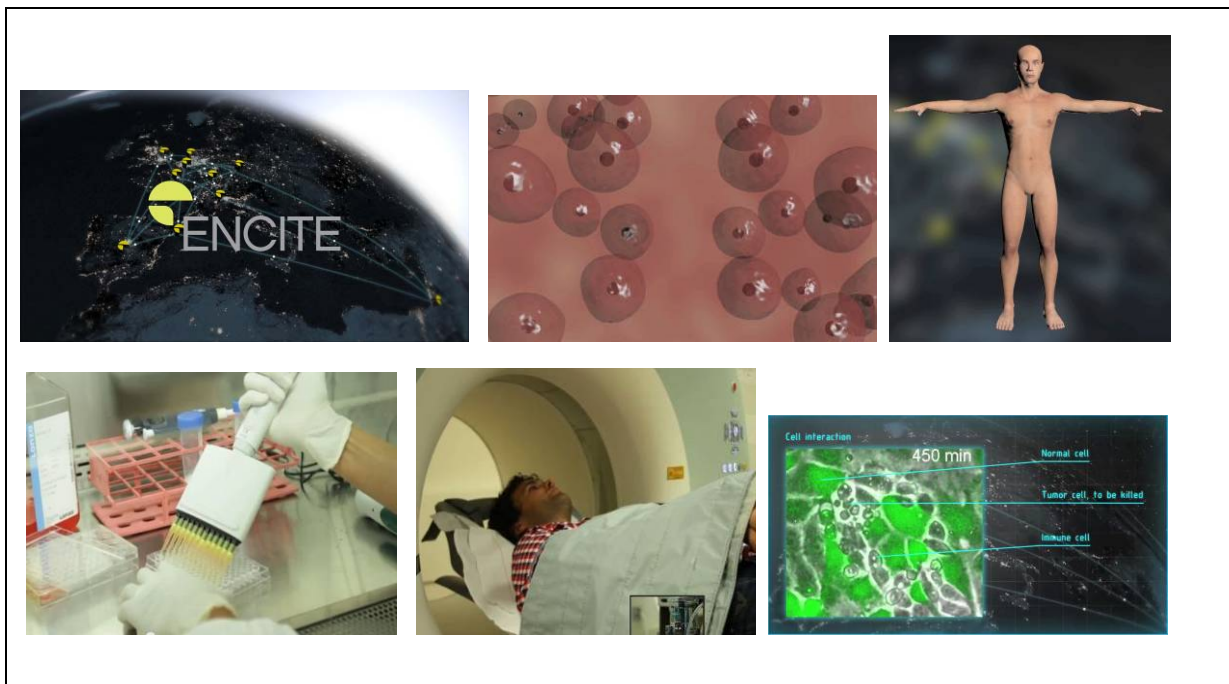 ENCITE
Cell interaction
450 min
Normal cell
Tumor cell, to be killed
Immune cell